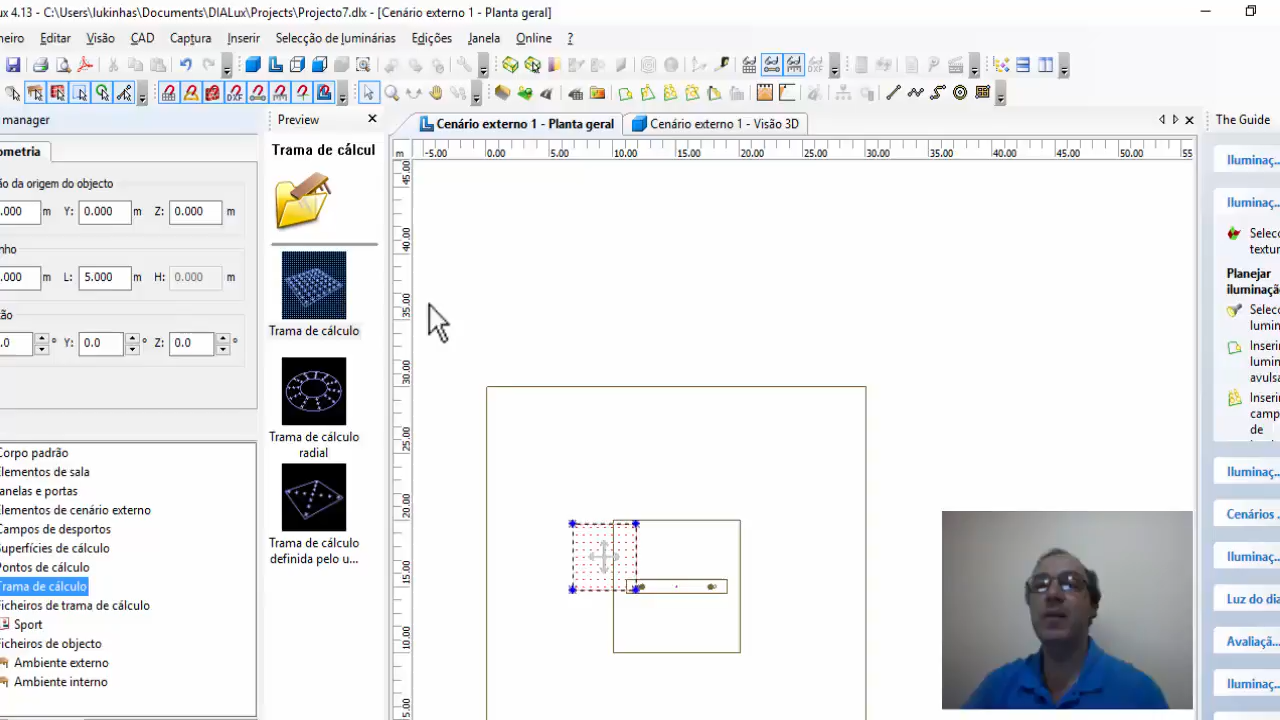 ux 4.13 - C:\Users\lukinhas\Documents\DIALux\Projects\Projecto7.dlx - [Cenário externo 1 - Planta geral]
neiro Editar Visão CAD Captura Inserir Selecção de luminárias Edições Janela Online ?
manager
Preview
Cenário externo 1 - Planta geral
Cenário externo 1 - Visão 3D
The Guide
ometria
Trama de cálcul
m -5.00 0.00 5.00 10.00 15.00 20.00 25.00 30.00 35.00 40.00 45.00 50.00 55
45.00
40.00
35.00
30.00
25.00
20.00
15.00
10.00
5.00
ão da origem do objecto
.000 m Y: 0.000 m Z: 0.000 m
nho
.000 m L: 5.000 m H: 0.000 m
ção
.0 ° Y: 0.0 ° Z: 0.0 °
Trama de cálculo
Trama de cálculo
radial
Trama de cálculo
definida pelo u...
Corpo padrão
Elementos de sala
anelas e portas
Elementos de cenário externo
Campos de desportos
Superfícies de cálculo
Pontos de cálculo
Trama de cálculo
Ficheiros de trama de cálculo
Sport
Ficheiros de objecto
Ambiente externo
Ambiente interno
Iluminaç...
Iluminaç...
Selecc
textur
Planejar
iluminação
Selecc
lumin
Inserir
lumin
avulsa
Inserir
camp
de
Iluminaç...
Cenários ..
Iluminaç...
Luz do dia
Avaliaçã...
Iluminaç...